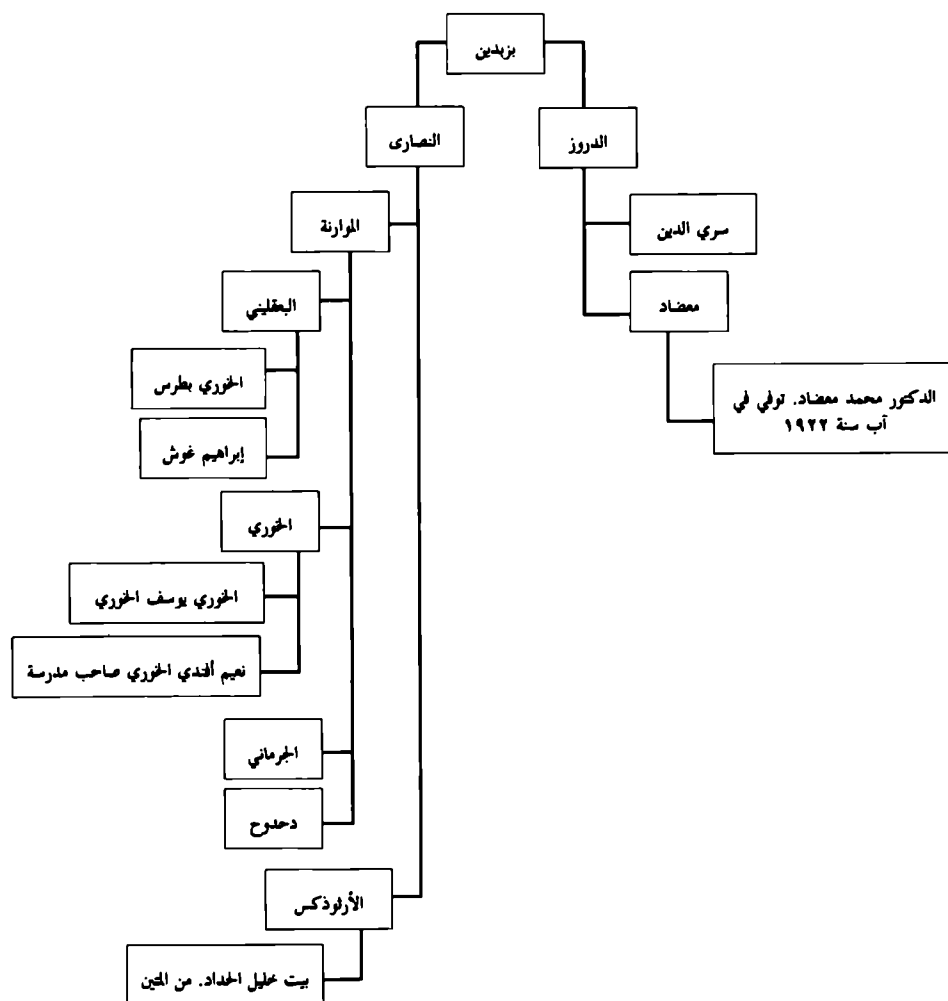 بزبدين
الدروز
سري الدين
معضاد
الدكتور محمد معضاد. توفي في
آب سنة ١٩٢٢
النصارى
الموارنة
البعقليني
الخوري بطرس
إبراهيم غوش
الخوري
الخوري يوسف الخوري
نعيم أفندي الخوري صاحب مدرسة
الجرماني
دحدوح
الأرثوذكس
بيت خليل الحداد. من المتين